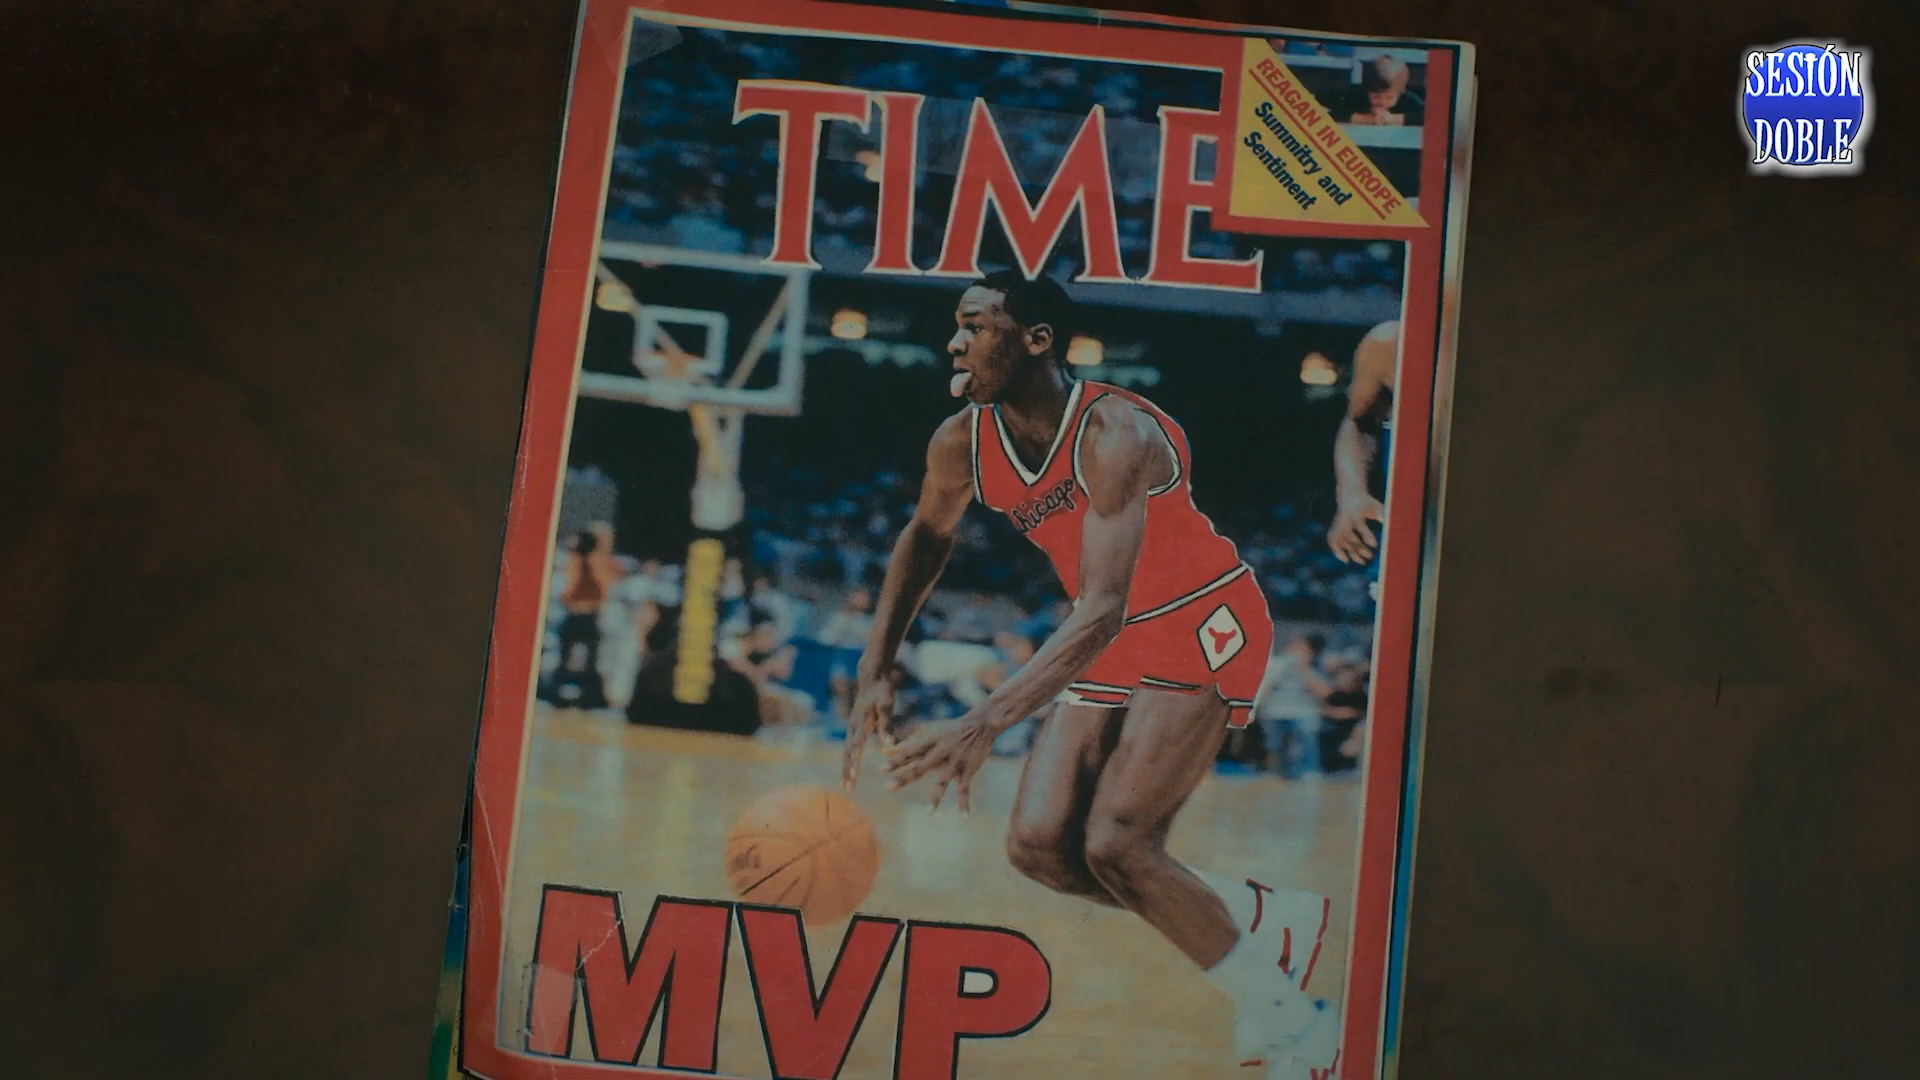 SESIÓN
DOBLE
TIME
REAGAN IN EUROPE
Summitry and
Sentiment
Chicago
MVP